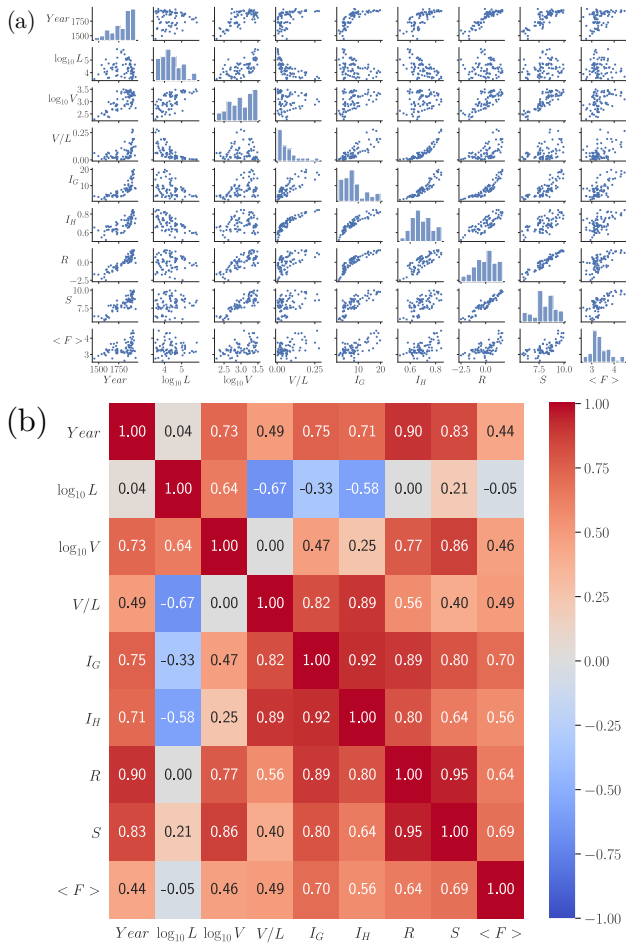 (a)
Year 1750 1500
log₁₀ L 5 4
log₁₀ V 3.5 2.5
V/L 0.25 0.00
I_G 20 10
I_H 0.8 0.6
R 0.0 −2.5
S 10.0 7.5
< F > 4 3
1500 1750 4 5 2.5 3.0 3.5 0.00 0.25 10 20 0.6 0.8 −2.5 0.0 7.5 10.0 3 4
Year log₁₀ L log₁₀ V V/L I_G I_H R S < F >
(b)
Year 1.00 0.04 0.73 0.49 0.75 0.71 0.90 0.83 0.44
log₁₀ L 0.04 1.00 0.64 -0.67 -0.33 -0.58 0.00 0.21 -0.05
log₁₀ V 0.73 0.64 1.00 0.00 0.47 0.25 0.77 0.86 0.46
V/L 0.49 -0.67 0.00 1.00 0.82 0.89 0.56 0.40 0.49
I_G 0.75 -0.33 0.47 0.82 1.00 0.92 0.89 0.80 0.70
I_H 0.71 -0.58 0.25 0.89 0.92 1.00 0.80 0.64 0.56
R 0.90 0.00 0.77 0.56 0.89 0.80 1.00 0.95 0.64
S 0.83 0.21 0.86 0.40 0.80 0.64 0.95 1.00 0.69
< F > 0.44 -0.05 0.46 0.49 0.70 0.56 0.64 0.69 1.00
Year log₁₀ L log₁₀ V V/L I_G I_H R S < F >
1.00
0.75
0.50
0.25
0.00
−0.25
−0.50
−0.75
−1.00